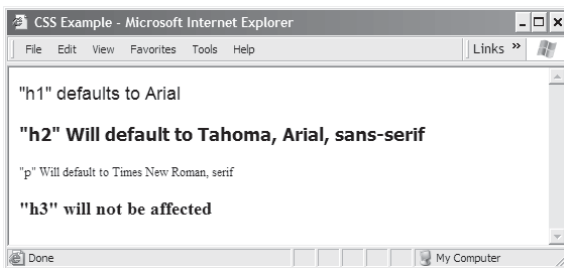 CSS Example - Microsoft Internet Explorer
File Edit View Favorites Tools Help Links »
"h1" defaults to Arial
"h2" Will default to Tahoma, Arial, sans-serif
"p" Will default to Times New Roman, serif
"h3" will not be affected
Done My Computer